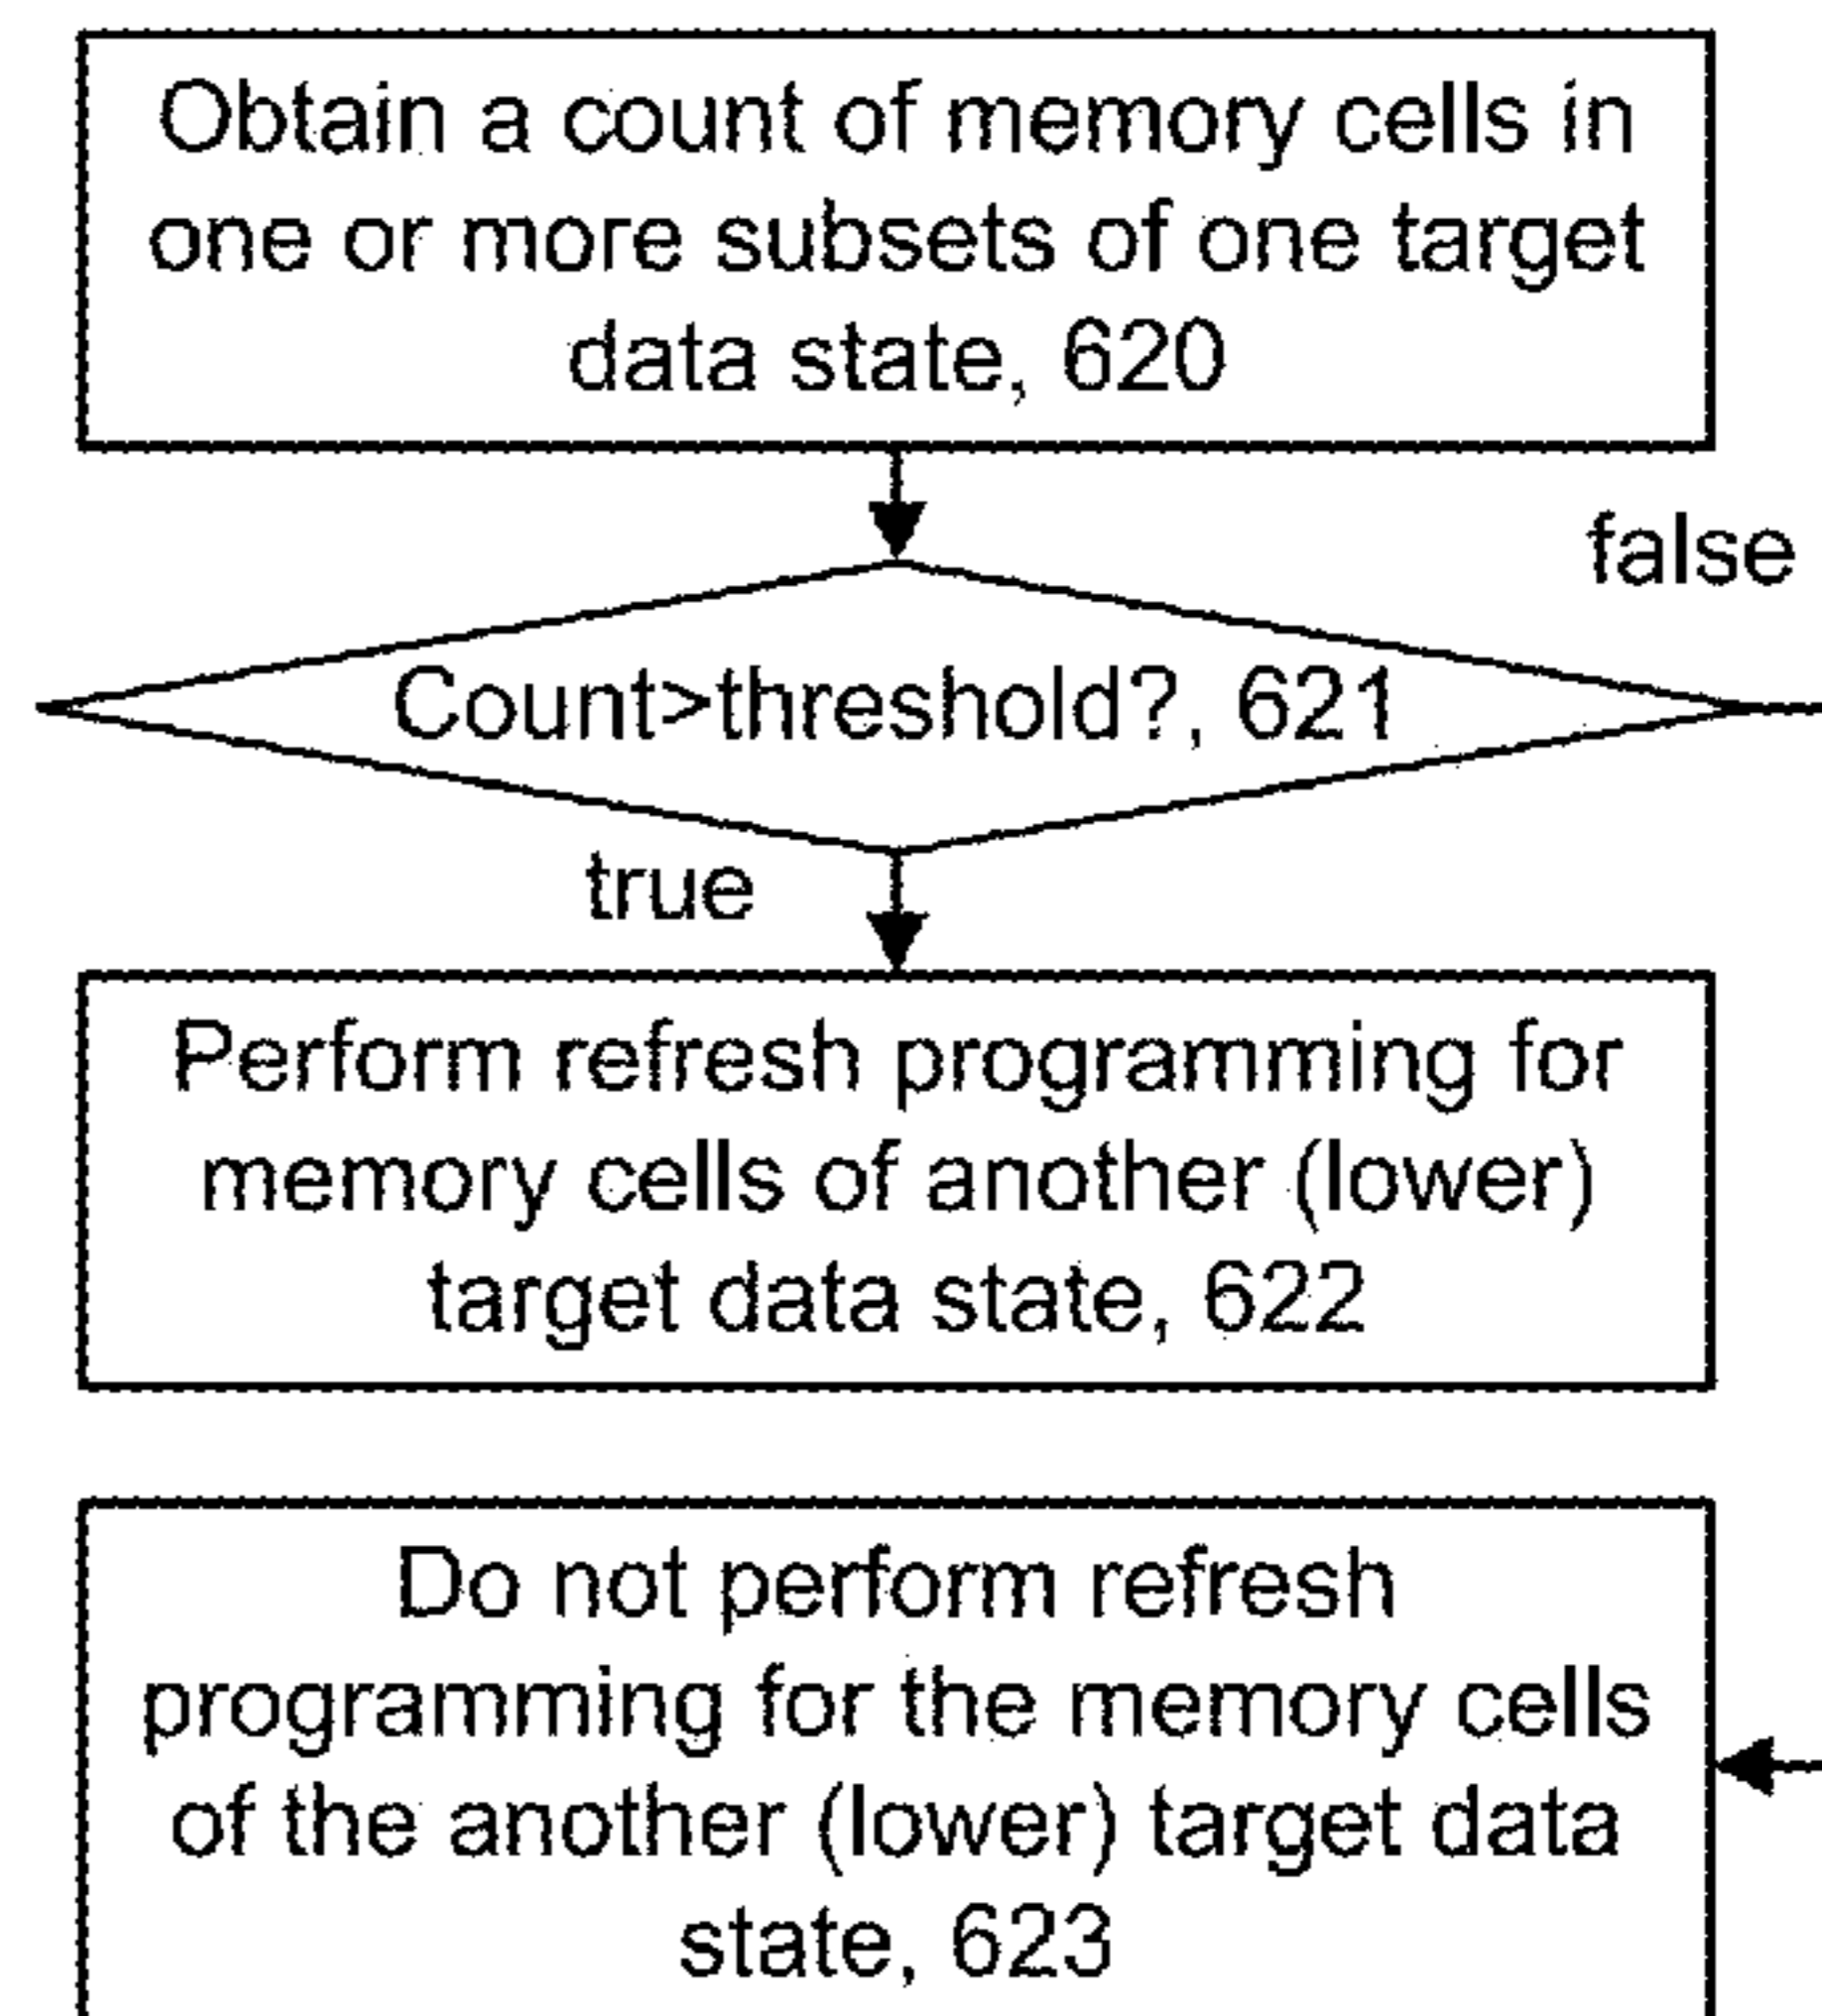 Obtain a count of memory cells in
one or more subsets of one target
data state, 620
false
Count>threshold?, 621
true
Perform refresh programming for
memory cells of another (lower)
target data state, 622
Do not perform refresh
programming for the memory cells
of the another (lower) target data
state, 623